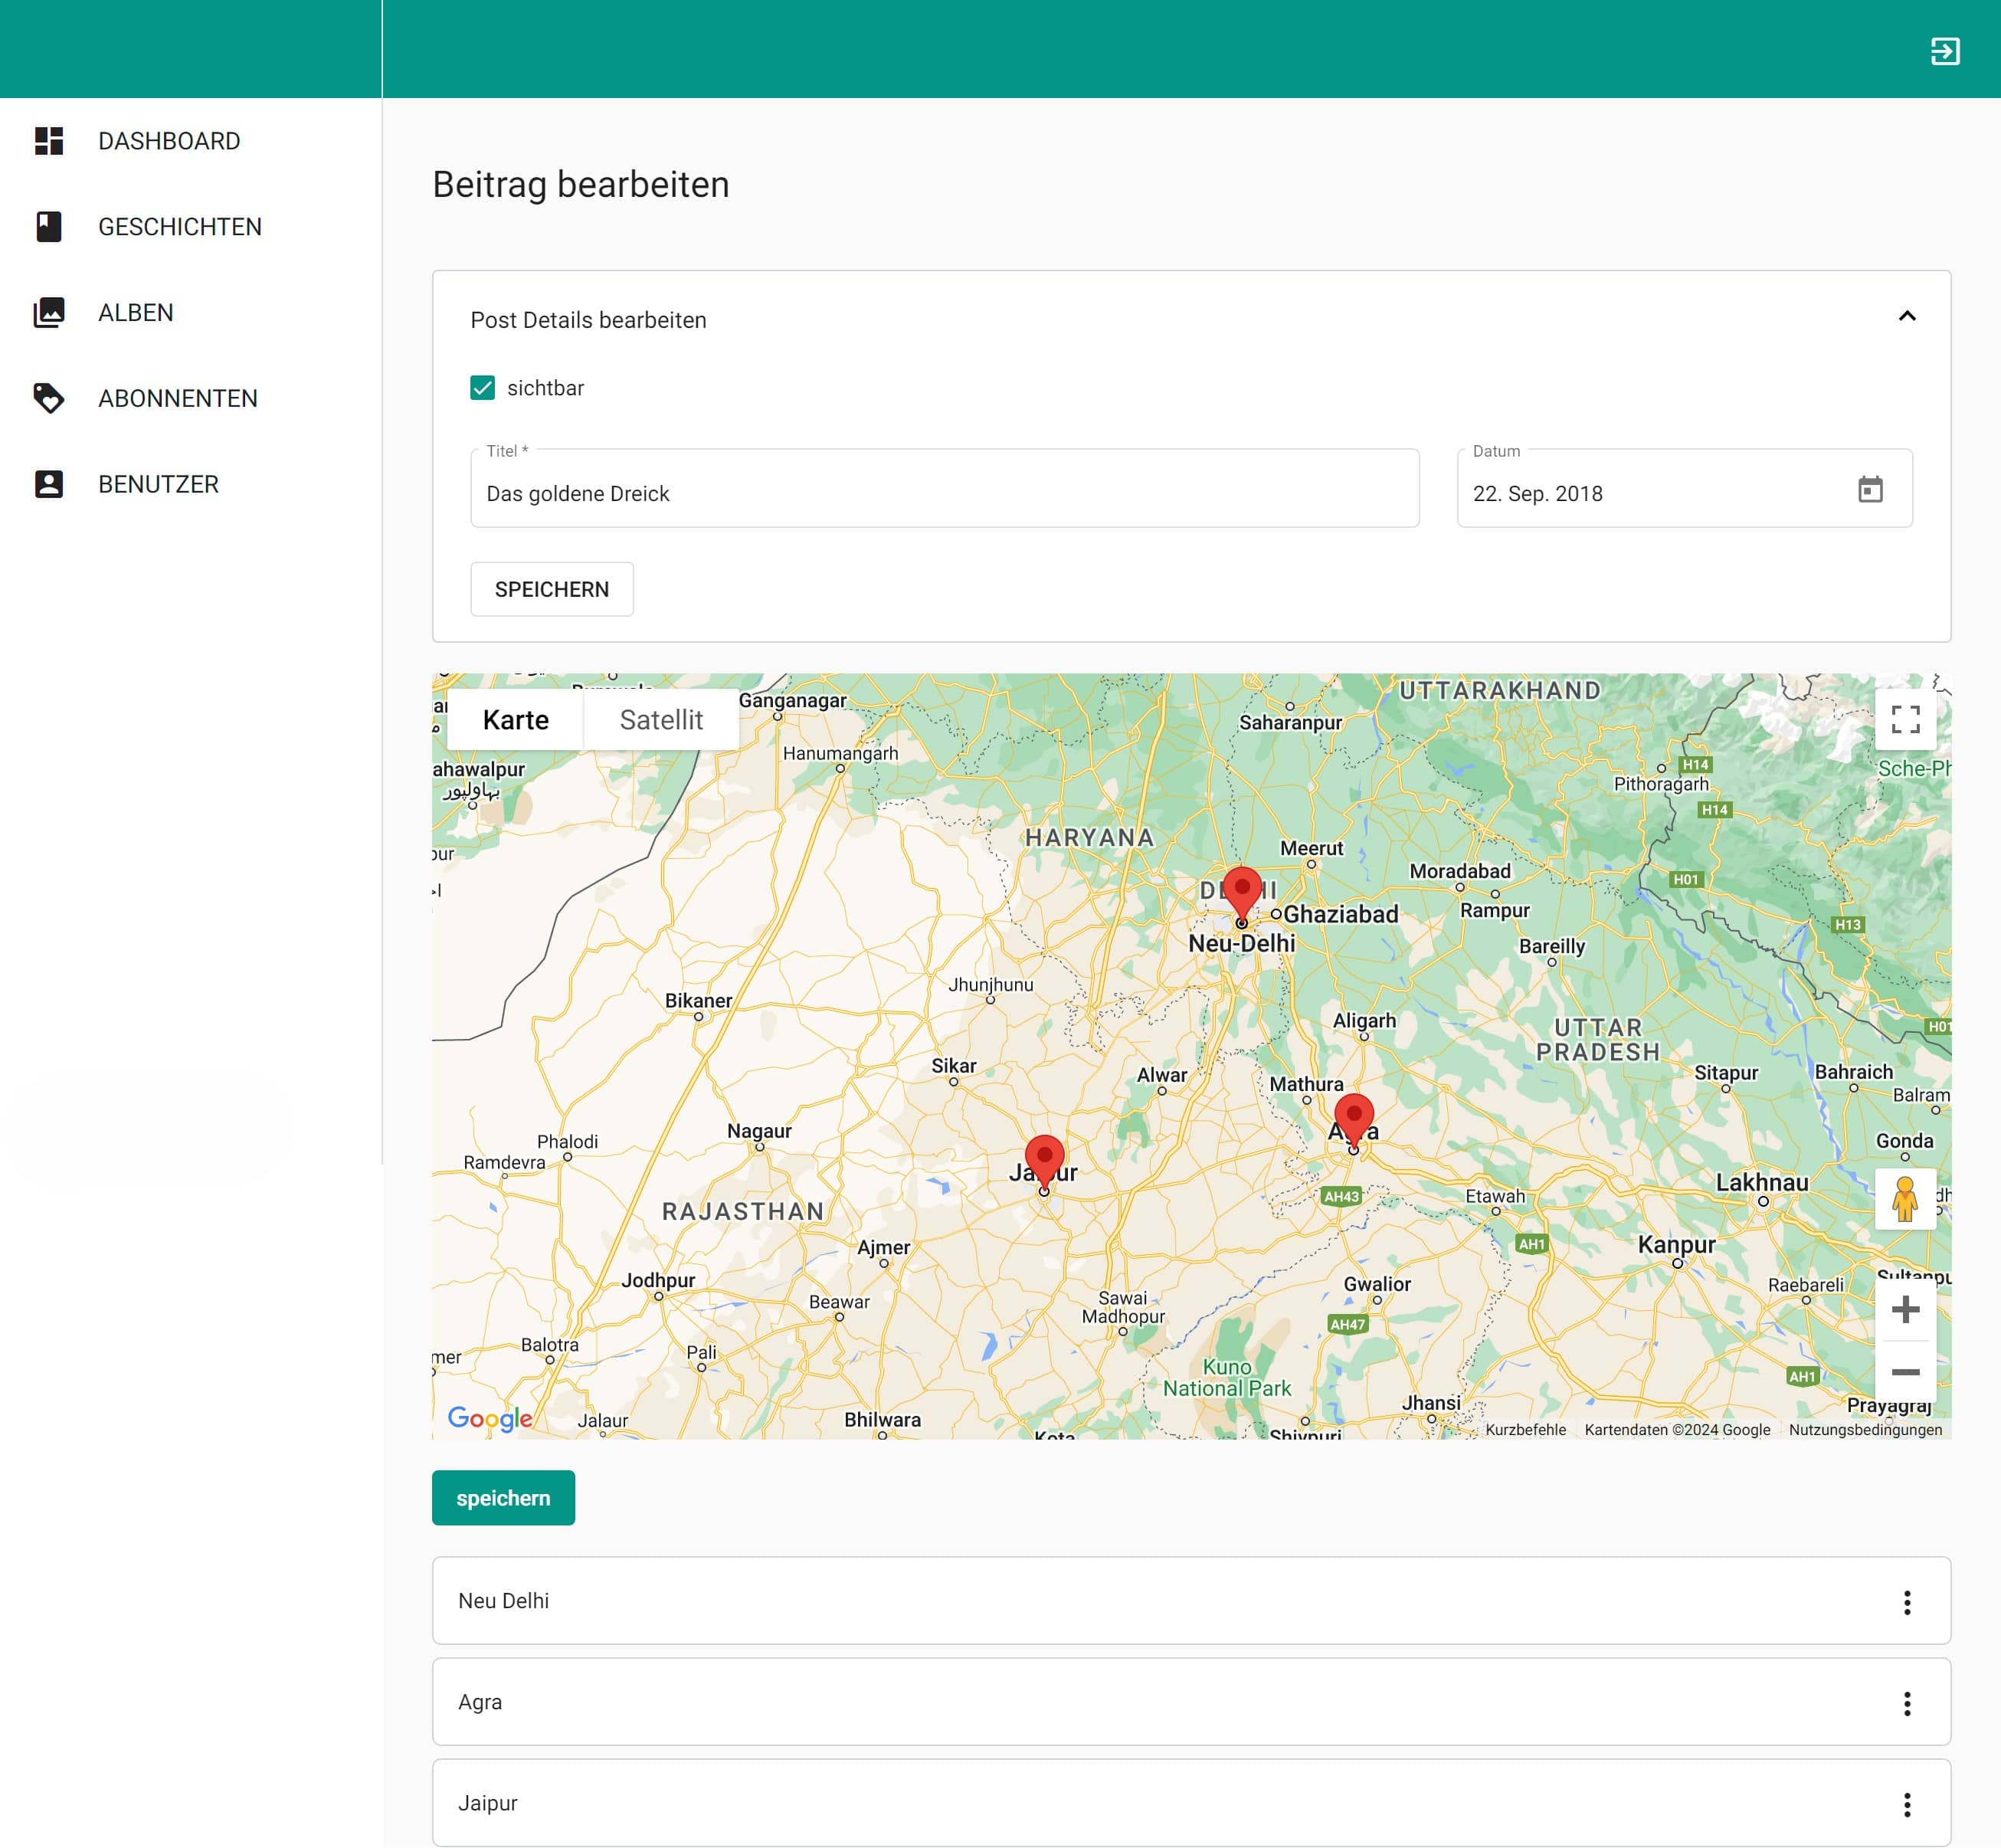 DASHBOARD
GESCHICHTEN
ALBEN
ABONNENTEN
BENUTZER
Beitrag bearbeiten
Post Details bearbeiten
sichtbar
Titel *
Das goldene Dreick
Datum
22. Sep. 2018
SPEICHERN
Karte
Satellit
Ganganagar
UTTARAKHAND
Saharanpur
Hanumangarh
ahawalpur
بہاولپور
H14
Pithoragarh
Sche-Ph
H14
HARYANA
Meerut
pur
Moradabad
H01
Rampur
Ghaziabad
H13
Neu-Delhi
Bareilly
Jhunjhunu
Bikaner
Aligarh
UTTAR
PRADESH
H01
Sikar
Alwar
Mathura
Sitapur
Bahraich
Balram
Nagaur
Phalodi
Ramdevra
Gonda
Lakhnau
AH43
Etawah
RAJASTHAN
Ajmer
AH1
Kanpur
Jodhpur
Gwalior
Raebareli
Sultanpu
Beawar
Sawai
Madhopur
AH47
Balotra
Pali
mer
Kuno
National Park
AH1
Jhansi
Prayagraj
Google
Jalaur
Bhilwara
Kota
Shivpuri
Kurzbefehle
Kartendaten ©2024 Google
Nutzungsbedingungen
speichern
Neu Delhi
Agra
Jaipur